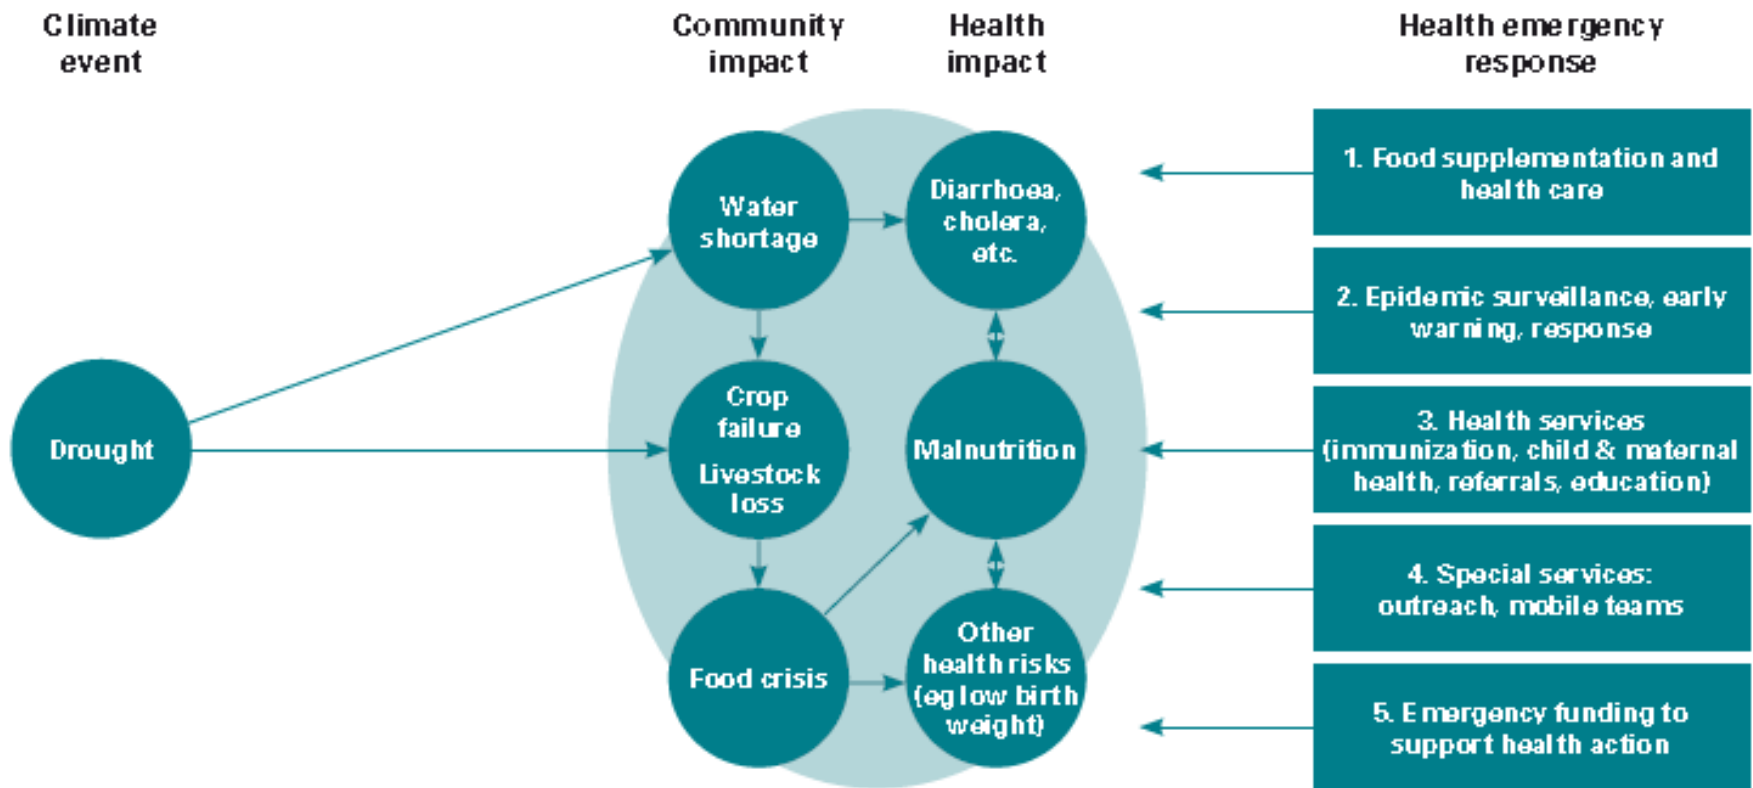 Climate
event
Community
impact
Health
impact
Health emergency
response
Drought
Water
shortage
Crop
failure
Livestock
loss
Food crisis
Diarrhoea,
cholera,
etc.
Malnutrition
Other
health risks
(eg low birth
weight)
1. Food supplementation and
health care
2. Epidemic surveillance, early
warning, response
3. Health services
(immunization, child & maternal
health, referrals, education)
4. Special services:
outreach, mobile teams
5. Emergency funding to
support health action